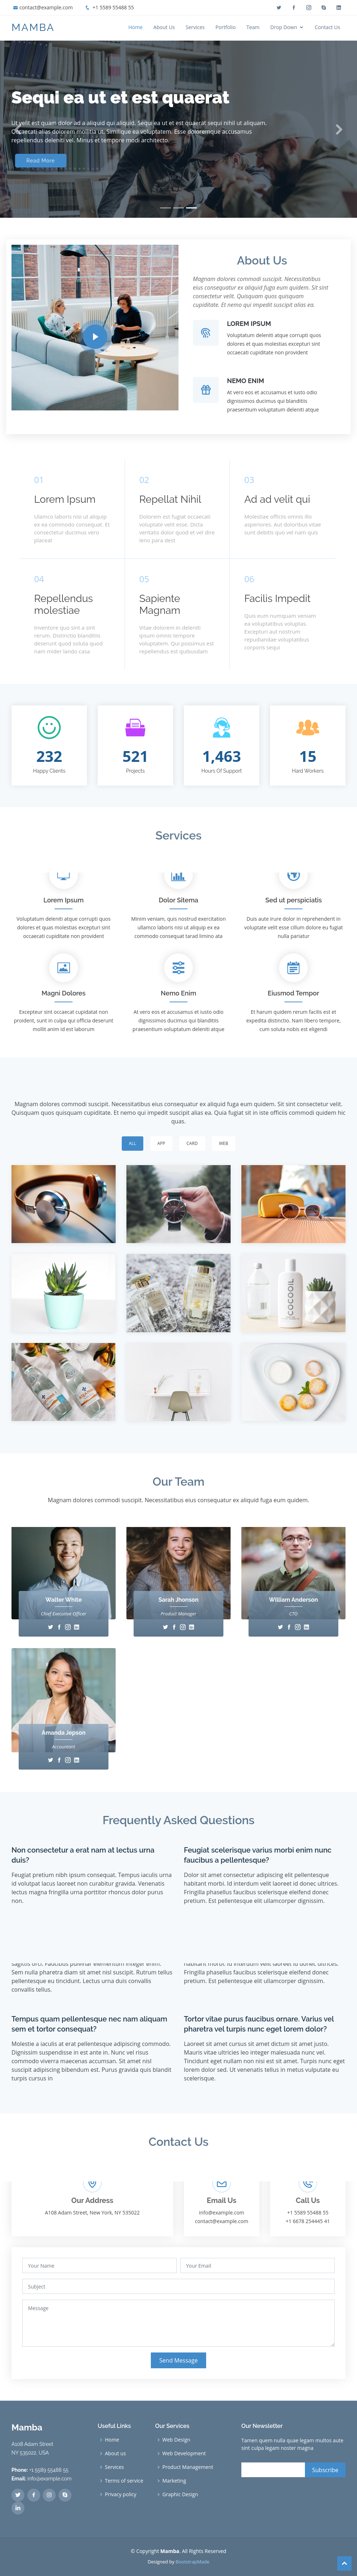 contact@example.com +1 5589 55488 55
MAMBA
Home About Us Services Portfolio Team Drop Down Contact Us
Sequi ea ut et est quaerat
Ut velit est quam dolor ad a aliquid qui aliquid. Sequi ea ut et est quaerat sequi nihil ut aliquam.
Occaecati alias dolorem mollitia ut. Similique ea voluptatem. Esse doloremque accusamus
repellendus deleniti vel. Minus et tempore modi architecto.
Read More
About Us
Magnam dolores commodi suscipit. Necessitatibus
eius consequatur ex aliquid fuga eum quidem. Sit sint
consectetur velit. Quisquam quos quisquam
cupiditate. Et nemo qui impedit suscipit alias ea.
LOREM IPSUM
Voluptatum deleniti atque corrupti quos
dolores et quas molestias excepturi sint
occaecati cupiditate non provident
NEMO ENIM
At vero eos et accusamus et iusto odio
dignissimos ducimus qui blanditiis
praesentium voluptatum deleniti atque
01
Lorem Ipsum
Ulamco laboris nisi ut aliquip
ex ea commodo consequat. Et
consectetur ducimus vero
placeat
02
Repellat Nihil
Dolorem est fugiat occaecati
voluptate velit esse. Dicta
veritatis dolor quod et vel dire
leno para dest
03
Ad ad velit qui
Molestiae officiis omnis illo
asperiores. Aut doloribus vitae
sunt debitis quo vel nam quis
04
Repellendus
molestiae
Inventore quo sint a sint
rerum. Distinctio blanditiis
deserunt quod soluta quod
nam mider lando casa
05
Sapiente
Magnam
Vitae dolorem in deleniti
ipsum omnis tempore
voluptatem. Qui possimus est
repellendus est quibusdam
06
Facilis Impedit
Quis eum numquam veniam
ea voluptatibus voluptas.
Excepturi aut nostrum
repudiandae voluptatibus
corporis sequi
232
Happy Clients
521
Projects
1,463
Hours Of Support
15
Hard Workers
Services
Lorem Ipsum
Voluptatum deleniti atque corrupti quos
dolores et quas molestias excepturi sint
occaecati cupiditate non provident
Dolor Sitema
Minim veniam, quis nostrud exercitation
ullamco laboris nisi ut aliquip ex ea
commodo consequat tarad limino ata
Sed ut perspiciatis
Duis aute irure dolor in reprehenderit in
voluptate velit esse cillum dolore eu fugiat
nulla pariatur
Magni Dolores
Excepteur sint occaecat cupidatat non
proident, sunt in culpa qui officia deserunt
mollit anim id est laborum
Nemo Enim
At vero eos et accusamus et iusto odio
dignissimos ducimus qui blanditiis
praesentium voluptatum deleniti atque
Eiusmod Tempor
Et harum quidem rerum facilis est et
expedita distinctio. Nam libero tempore,
cum soluta nobis est eligendi
Magnam dolores commodi suscipit. Necessitatibus eius consequatur ex aliquid fuga eum quidem. Sit sint consectetur velit.
Quisquam quos quisquam cupiditate. Et nemo qui impedit suscipit alias ea. Quia fugiat sit in iste officiis commodi quidem hic
quas.
ALL APP CARD WEB
COCOOIL
Our Team
Magnam dolores commodi suscipit. Necessitatibus eius consequatur ex aliquid fuga eum quidem.
Walter White
Chief Executive Officer
Sarah Jhonson
Product Manager
William Anderson
CTO
Amanda Jepson
Accountant
Frequently Asked Questions
Non consectetur a erat nam at lectus urna
duis?
Feugiat pretium nibh ipsum consequat. Tempus iaculis urna
id volutpat lacus laoreet non curabitur gravida. Venenatis
lectus magna fringilla urna porttitor rhoncus dolor purus
non.
Feugiat scelerisque varius morbi enim nunc
faucibus a pellentesque?
Dolor sit amet consectetur adipiscing elit pellentesque
habitant morbi. Id interdum velit laoreet id donec ultrices.
Fringilla phasellus faucibus scelerisque eleifend donec
pretium. Est pellentesque elit ullamcorper dignissim.
sagittis orci. Faucibus pulvinar elementum integer enim.
Sem nulla pharetra diam sit amet nisl suscipit. Rutrum tellus
pellentesque eu tincidunt. Lectus urna duis convallis
convallis tellus.
habitant morbi. Id interdum velit laoreet id donec ultrices.
Fringilla phasellus faucibus scelerisque eleifend donec
pretium. Est pellentesque elit ullamcorper dignissim.
Tempus quam pellentesque nec nam aliquam
sem et tortor consequat?
Molestie a iaculis at erat pellentesque adipiscing commodo.
Dignissim suspendisse in est ante in. Nunc vel risus
commodo viverra maecenas accumsan. Sit amet nisl
suscipit adipiscing bibendum est. Purus gravida quis blandit
turpis cursus in
Tortor vitae purus faucibus ornare. Varius vel
pharetra vel turpis nunc eget lorem dolor?
Laoreet sit amet cursus sit amet dictum sit amet justo.
Mauris vitae ultricies leo integer malesuada nunc vel.
Tincidunt eget nullam non nisi est sit amet. Turpis nunc eget
lorem dolor sed. Ut venenatis tellus in metus vulputate eu
scelerisque.
Contact Us
Our Address
A108 Adam Street, New York, NY 535022
Email Us
info@example.com
contact@example.com
Call Us
+1 5589 55488 55
+1 6678 254445 41
Your Name
Your Email
Subject
Message
Send Message
Mamba
A108 Adam Street
NY 535022, USA
Phone: +1 5589 55488 55
Email: info@example.com
Useful Links
Home
About us
Services
Terms of service
Privacy policy
Our Services
Web Design
Web Development
Product Management
Marketing
Graphic Design
Our Newsletter
Tamen quem nulla quae legam multos aute
sint culpa legam noster magna
Subscribe
© Copyright Mamba. All Rights Reserved
Designed by BootstrapMade